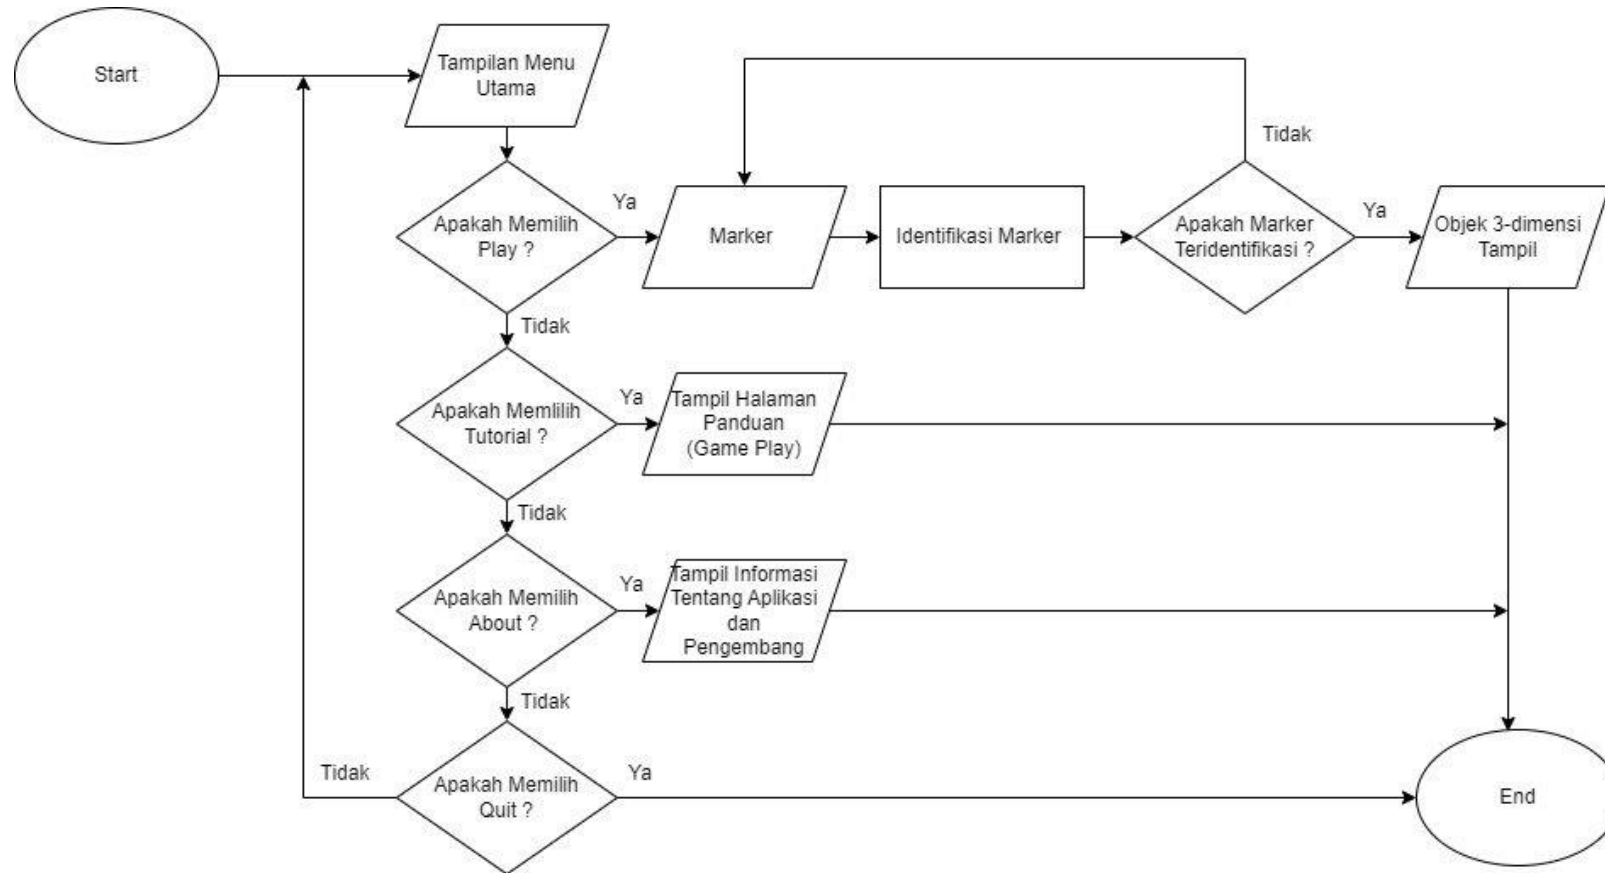 Start
Tampilan Menu
Utama
Tidak
Apakah Memilih
Play ?
Ya
Marker
Identifikasi Marker
Apakah Marker
Teridentifikasi ?
Ya
Objek 3-dimensi
Tampil
Tidak
Apakah Memlilih
Tutorial ?
Ya
Tampil Halaman
Panduan
(Game Play)
Tidak
Apakah Memilih
About ?
Ya
Tampil Informasi
Tentang Aplikasi
dan
Pengembang
Tidak
Tidak
Apakah Memilih
Quit ?
Ya
End